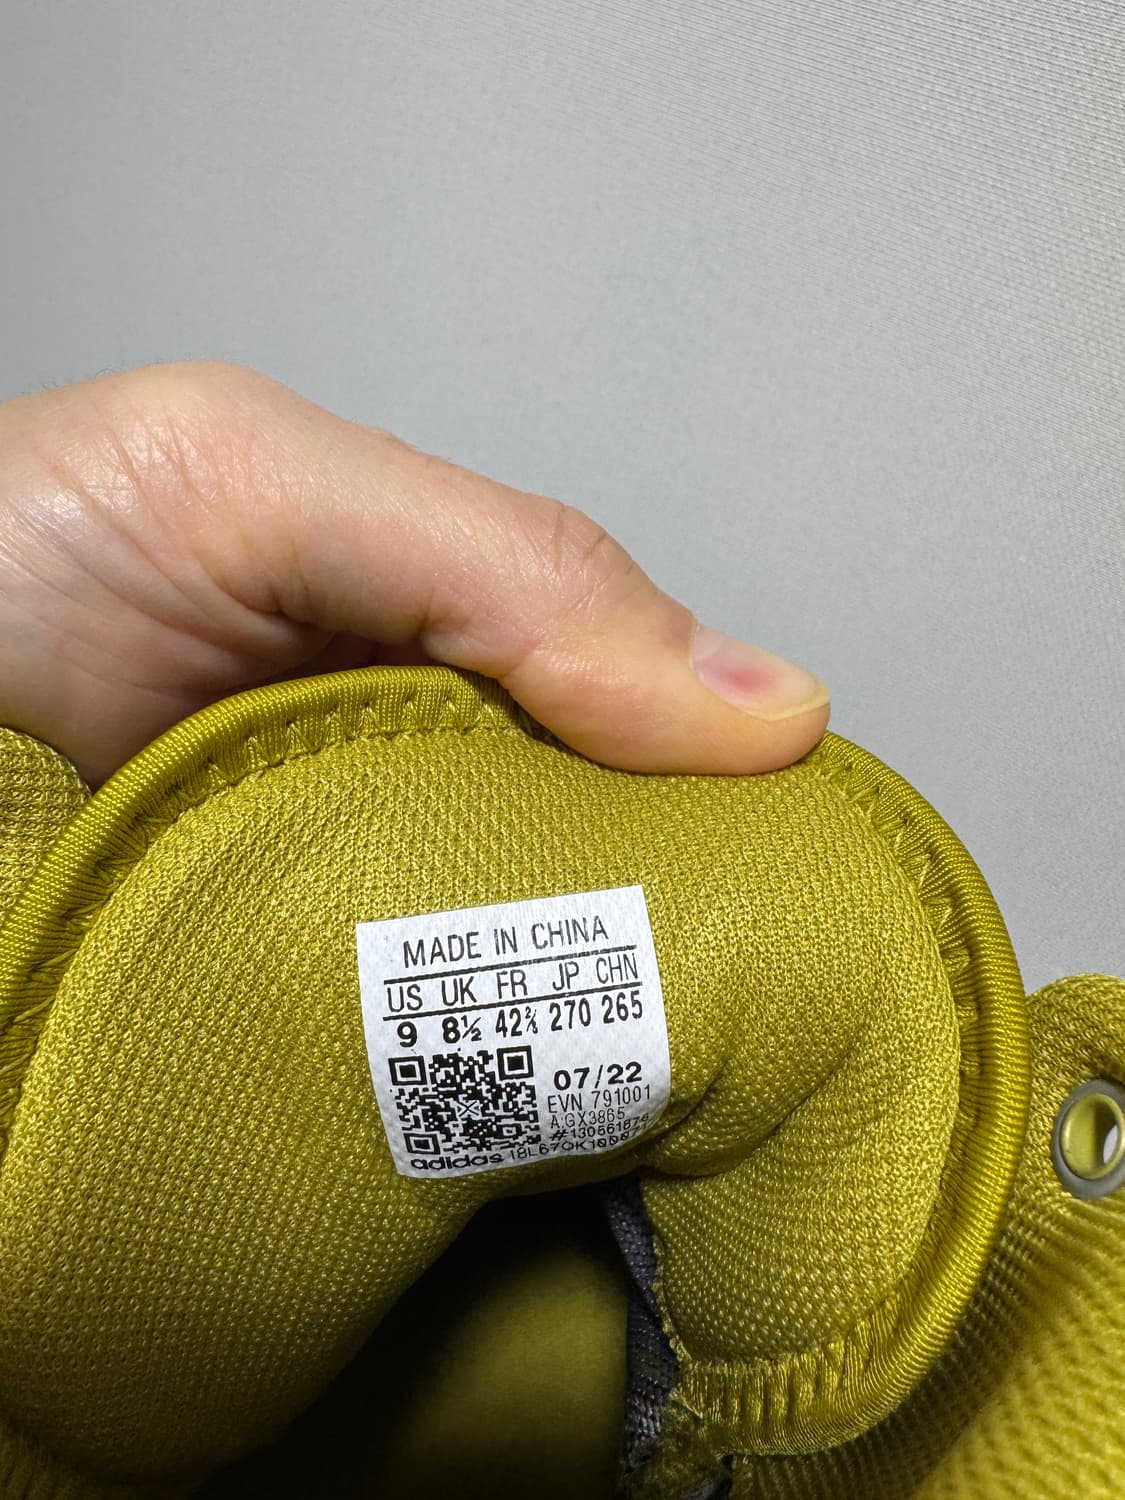 MADE IN CHINA
US UK FR JP CHN
9 8½ 42⅔ 270 265
07/22
EVN 791001
GX3865
adidas